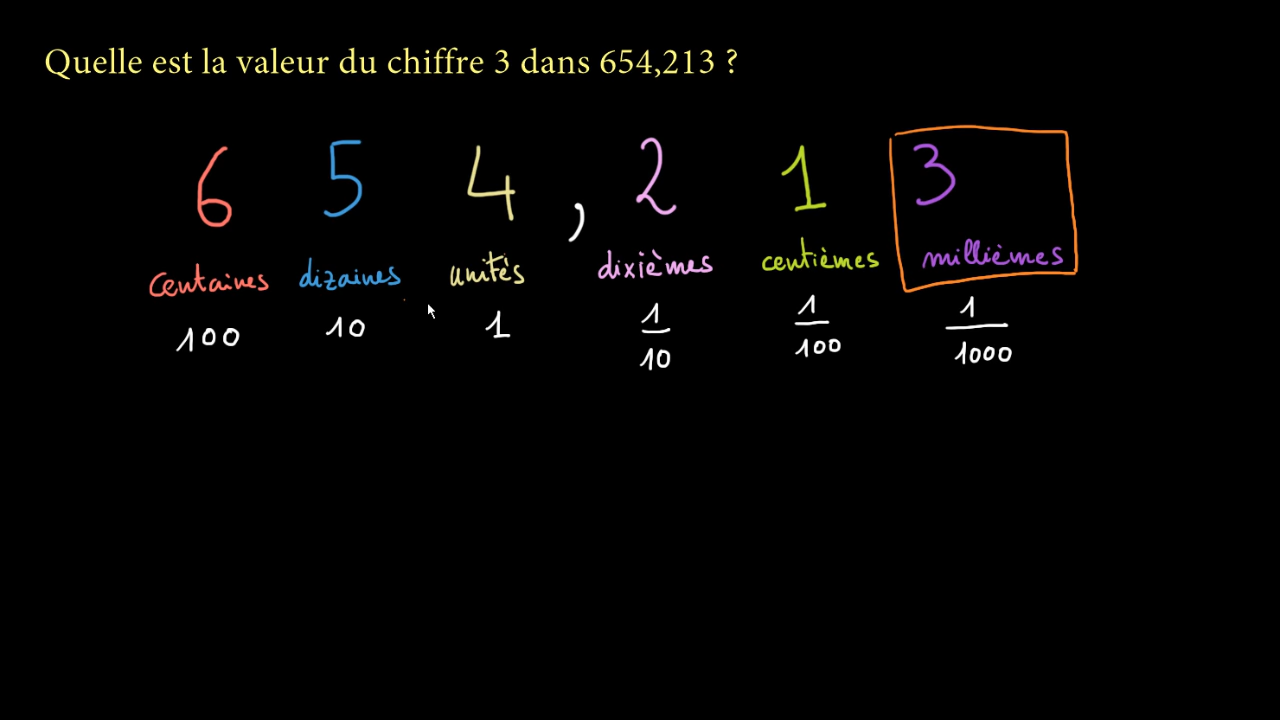 Quelle est la valeur du chiffre 3 dans 654,213 ?
6 5 4 , 2 1 3
centaines dizaines unités dixièmes centièmes millièmes
100 10 1 1/10 1/100 1/1000